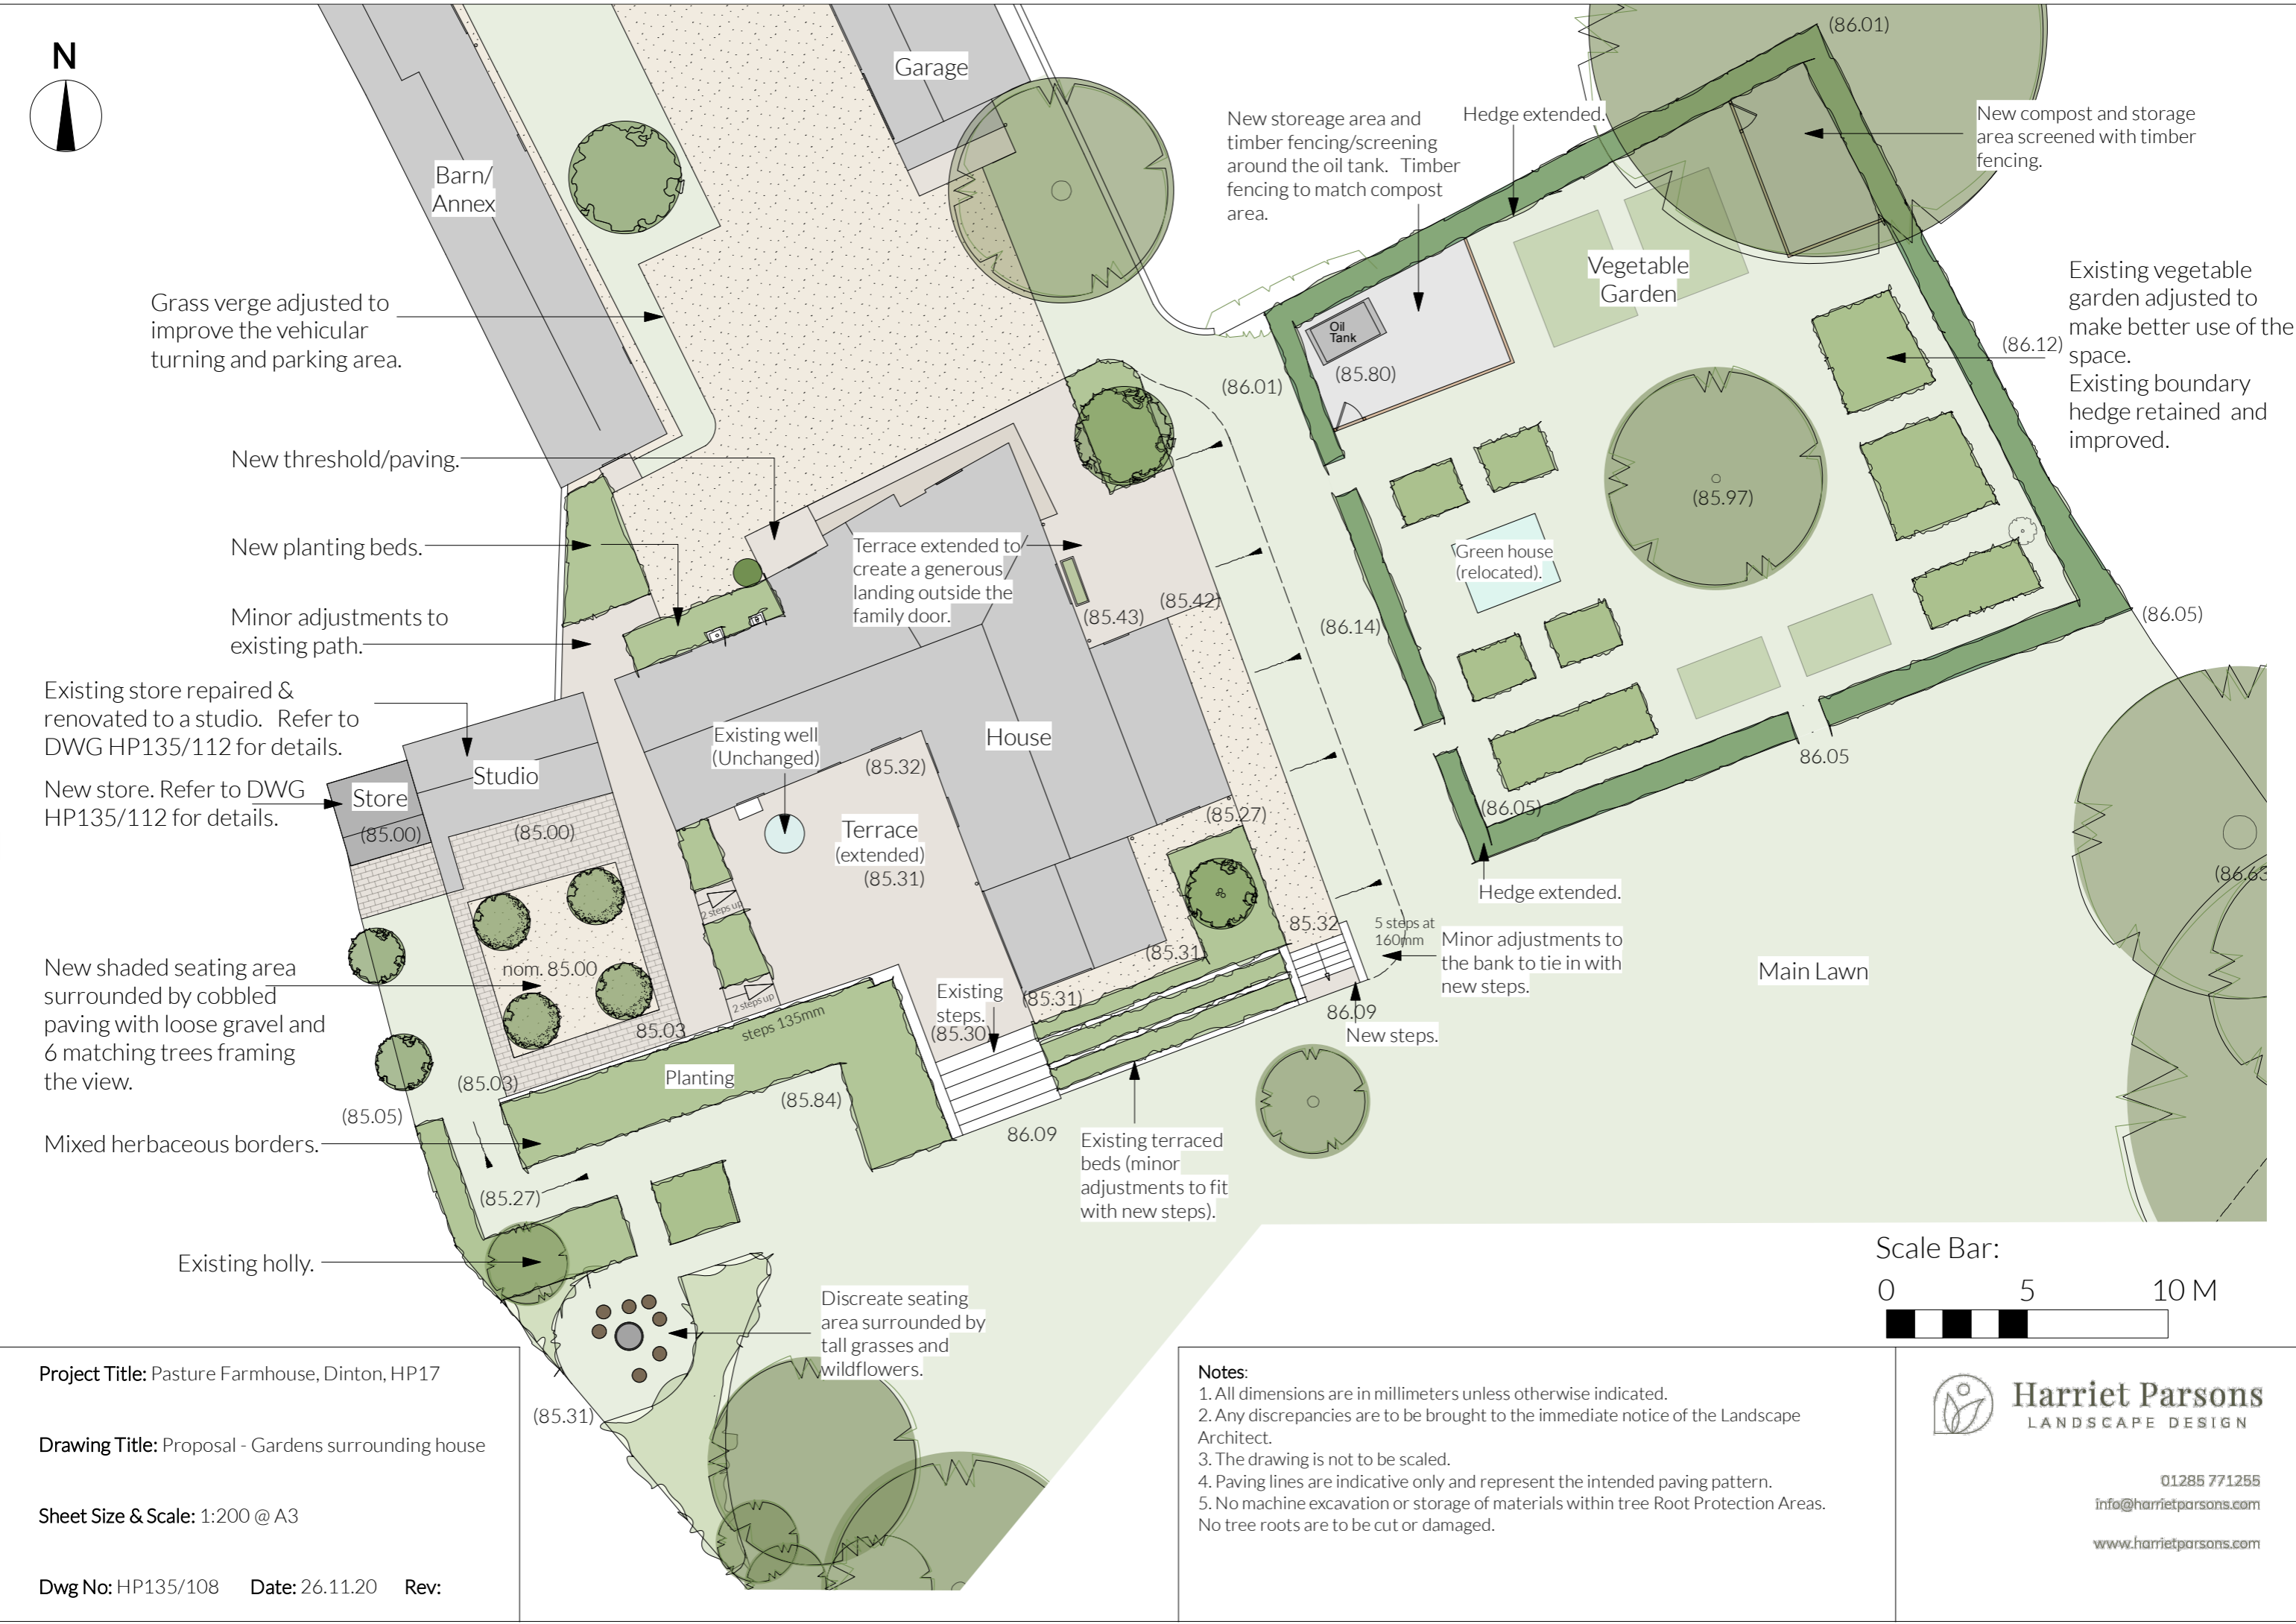 N
Garage
(86.01)
New storeage area and
timber fencing/screening
around the oil tank.   Timber
fencing to match compost
area.
Hedge extended.
New compost and storage
area screened with timber
fencing.
Barn/
Annex
Vegetable
Garden
Grass verge adjusted to
improve the vehicular
turning and parking area.
Oil
Tank
(85.80)
(86.01)
(86.12)
Existing vegetable
garden adjusted to
make better use of the
space.
Existing boundary
hedge retained  and
improved.
New threshold/paving.
(85.97)
New planting beds.
Terrace extended to
create a generous
landing outside the
family door.
Green house
(relocated).
Minor adjustments to
existing path.
(85.43)
(85.42)
(86.14)
(86.05)
Existing store repaired &
renovated to a studio.   Refer to
DWG HP135/112 for details.
Existing well
(Unchanged)
House
(85.32)
86.05
Studio
New store. Refer to DWG
HP135/112 for details.
Store
(85.00)
(85.00)
Terrace
(extended)
(85.31)
(85.27)
(86.05)
Hedge extended.
(86.63
2 steps up
85.32
5 steps at
160mm
Minor adjustments to
the bank to tie in with
new steps.
Main Lawn
New shaded seating area
surrounded by cobbled
paving with loose gravel and
6 matching trees framing
the view.
nom. 85.00
(85.31)
2 steps up
Existing
steps.
(85.31)
(85.30)
86.09
New steps.
85.03
steps 135mm
Planting
(85.03)
(85.84)
(85.05)
Mixed herbaceous borders.
86.09
Existing terraced
beds (minor
adjustments to fit
with new steps).
(85.27)
Existing holly.
Discreate seating
area surrounded by
tall grasses and
wildflowers.
(85.31)
Scale Bar:
0 5 10 M
Project Title: Pasture Farmhouse, Dinton, HP17
Drawing Title: Proposal - Gardens surrounding house
Sheet Size & Scale: 1:200 @ A3
Dwg No: HP135/108 Date: 26.11.20 Rev:
Notes:
1. All dimensions are in millimeters unless otherwise indicated.
2. Any discrepancies are to be brought to the immediate notice of the Landscape
Architect.
3. The drawing is not to be scaled.
4. Paving lines are indicative only and represent the intended paving pattern.
5. No machine excavation or storage of materials within tree Root Protection Areas.
No tree roots are to be cut or damaged.
Harriet Parsons
LANDSCAPE DESIGN
01285 771255
info@harrietparsons.com
www.harrietparsons.com